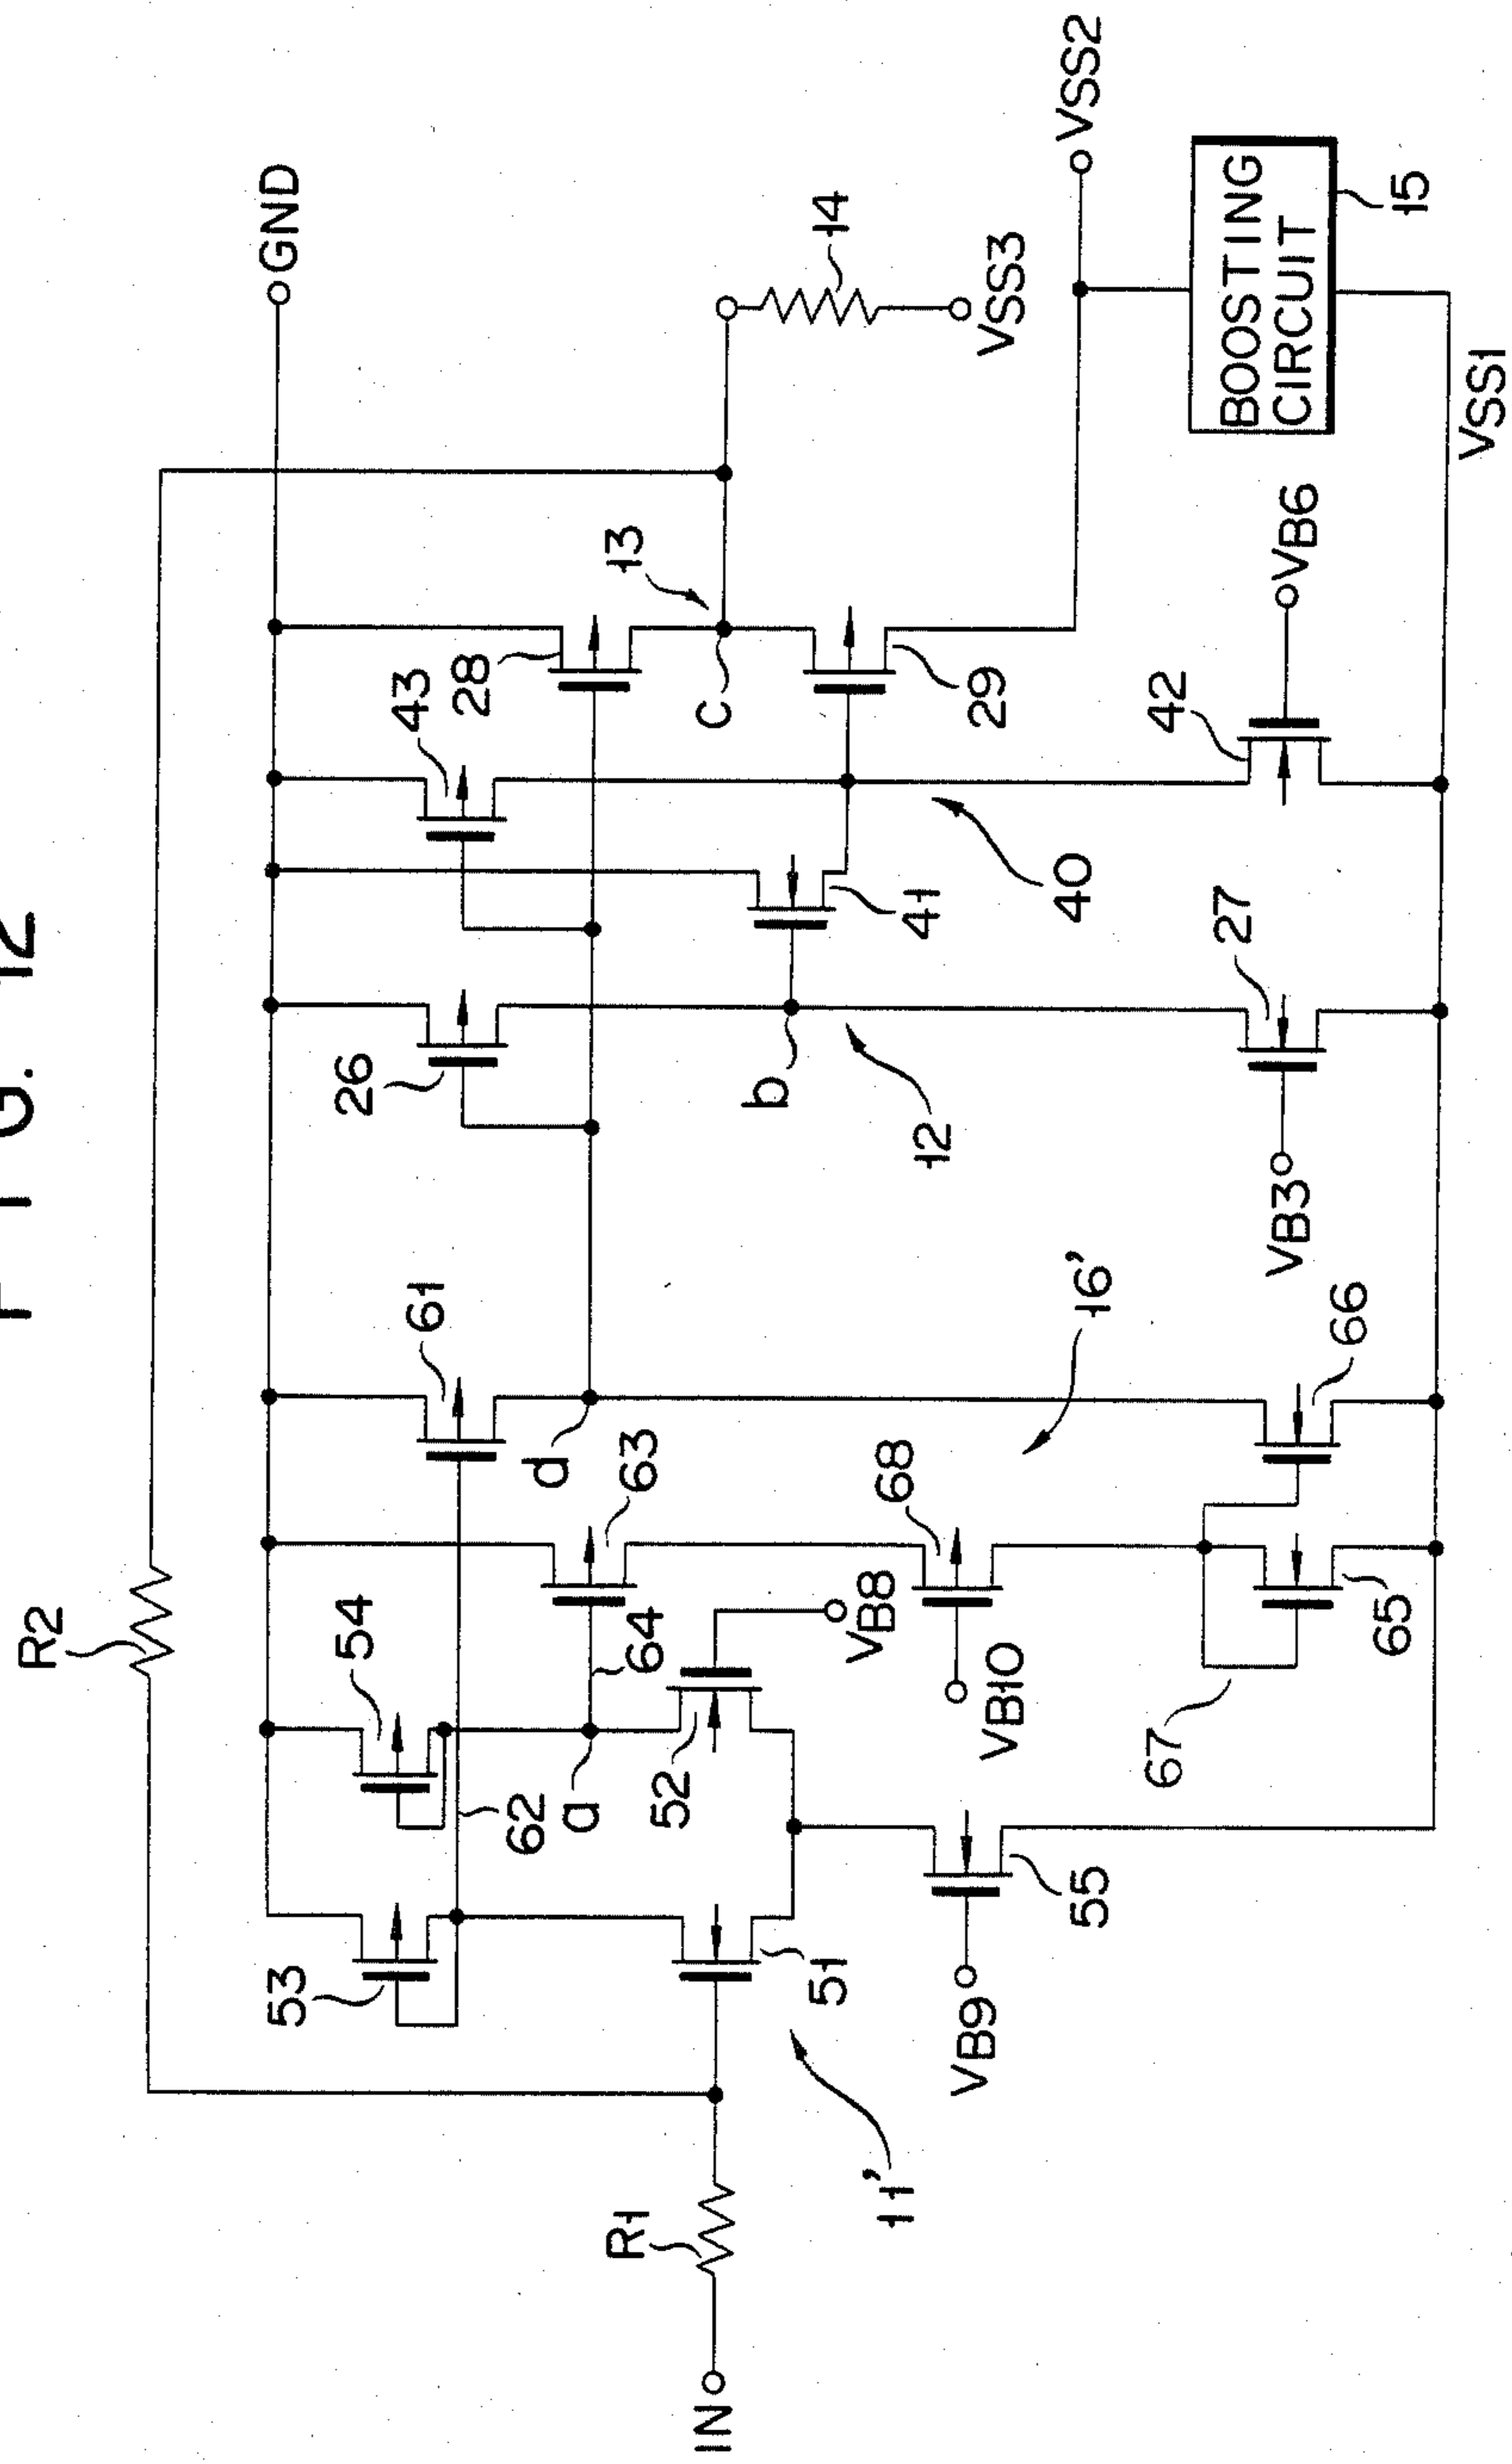 F I G. 12
R2
GND
53
54
61
26
43
28
13
62
a
64
63
d
c
14
VSS3
VSS2
R1
IN
51
52
VB8
68
b
41
29
11'
VB9
55
VB10
16'
12
40
42
VB6
BOOSTING
CIRCUIT
15
67
65
66
VB3
27
VSS1